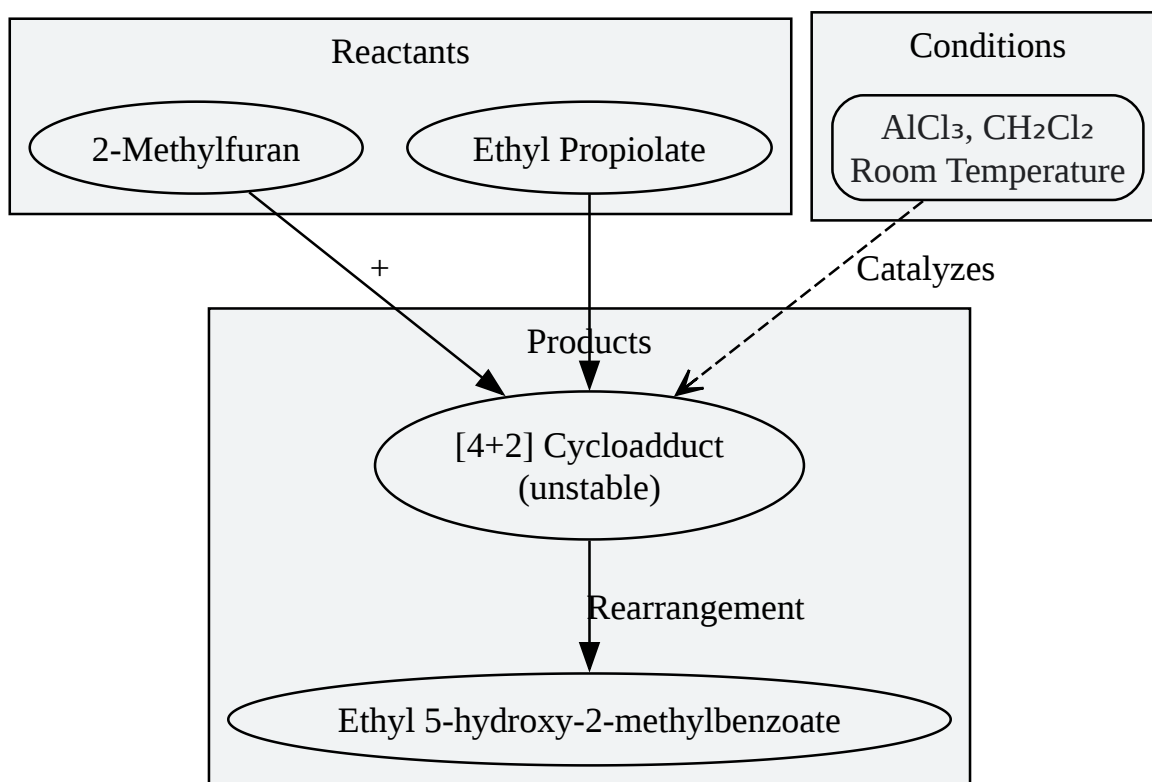 Reactants
2-Methylfuran
Ethyl Propiolate
Conditions
AlCl₃, CH₂Cl₂
Room Temperature
+
Catalyzes
Products
[4+2] Cycloadduct
(unstable)
Rearrangement
Ethyl 5-hydroxy-2-methylbenzoate